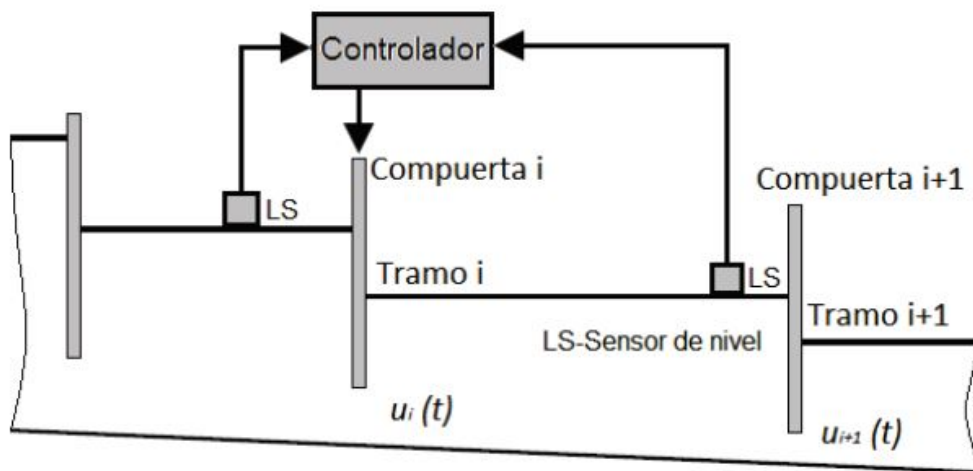 Controlador
Compuerta i
Compuerta i+1
LS
Tramo i
LS
Tramo i+1
LS-Sensor de nivel
uᵢ (t)
uᵢ₊₁ (t)